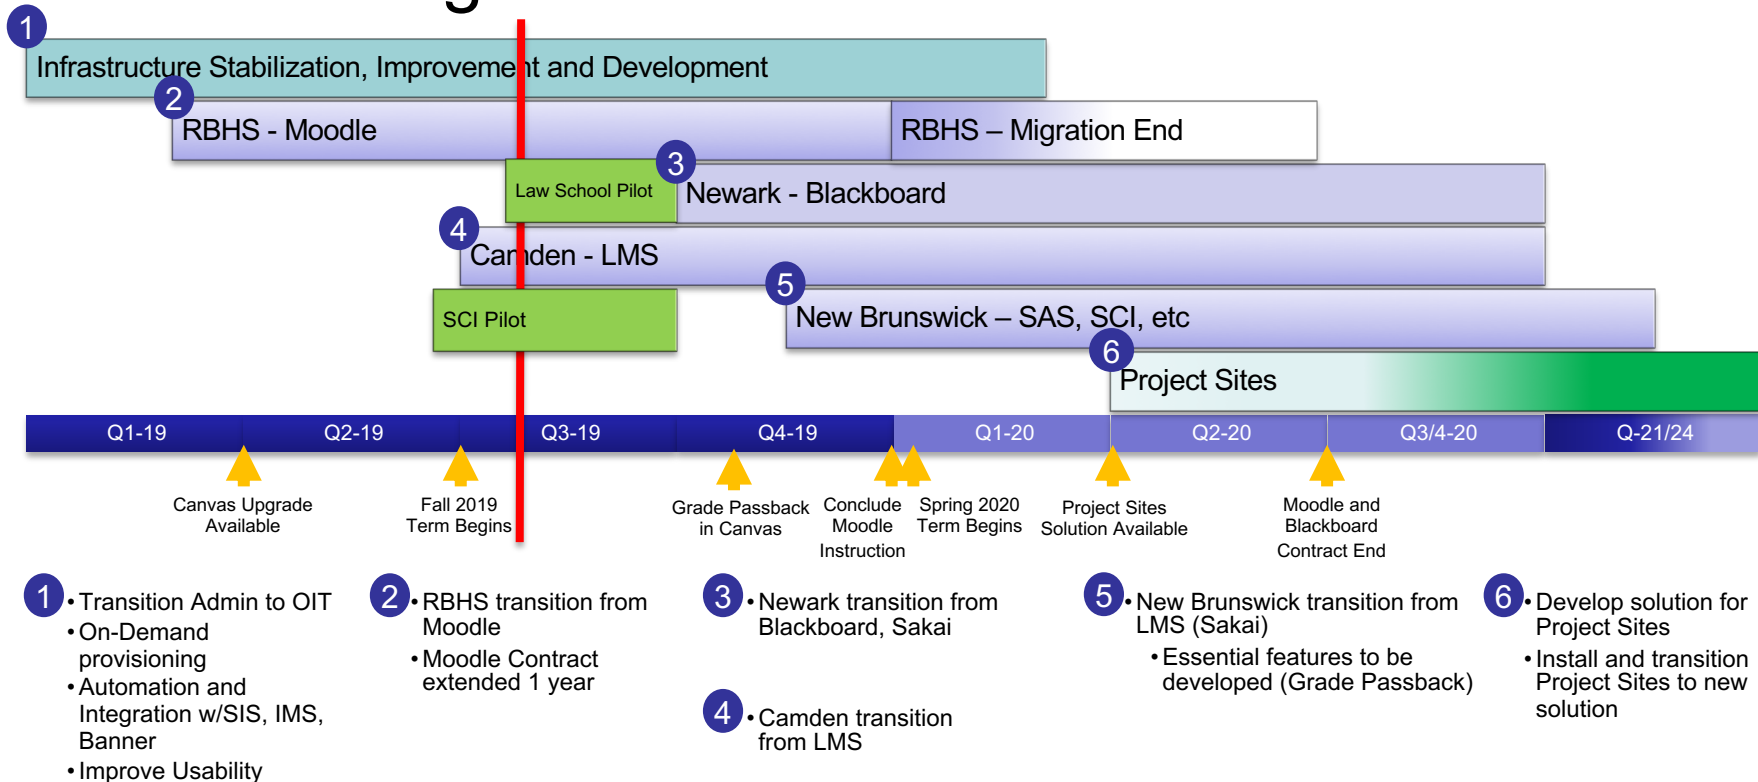 1
Infrastructure Stabilization, Improvement and Development
2
RBHS - Moodle
RBHS – Migration End
Law School Pilot
3
Newark - Blackboard
4
Camden - LMS
SCI Pilot
5
New Brunswick – SAS, SCI, etc
6
Project Sites
Q1-19 Q2-19 Q3-19 Q4-19 Q1-20 Q2-20 Q3/4-20 Q-21/24
Canvas Upgrade
Available
Fall 2019
Term Begins
Grade Passback
in Canvas
Conclude
Moodle
Instruction
Spring 2020
Term Begins
Project Sites
Solution Available
Moodle and
Blackboard
Contract End
1
• Transition Admin to OIT
• On-Demand
provisioning
• Automation and
Integration w/SIS, IMS,
Banner
• Improve Usability
2
• RBHS transition from
Moodle
• Moodle Contract
extended 1 year
3
• Newark transition from
Blackboard, Sakai
4
• Camden transition
from LMS
5
• New Brunswick transition from
LMS (Sakai)
• Essential features to be
developed (Grade Passback)
6
• Develop solution for
Project Sites
• Install and transition
Project Sites to new
solution